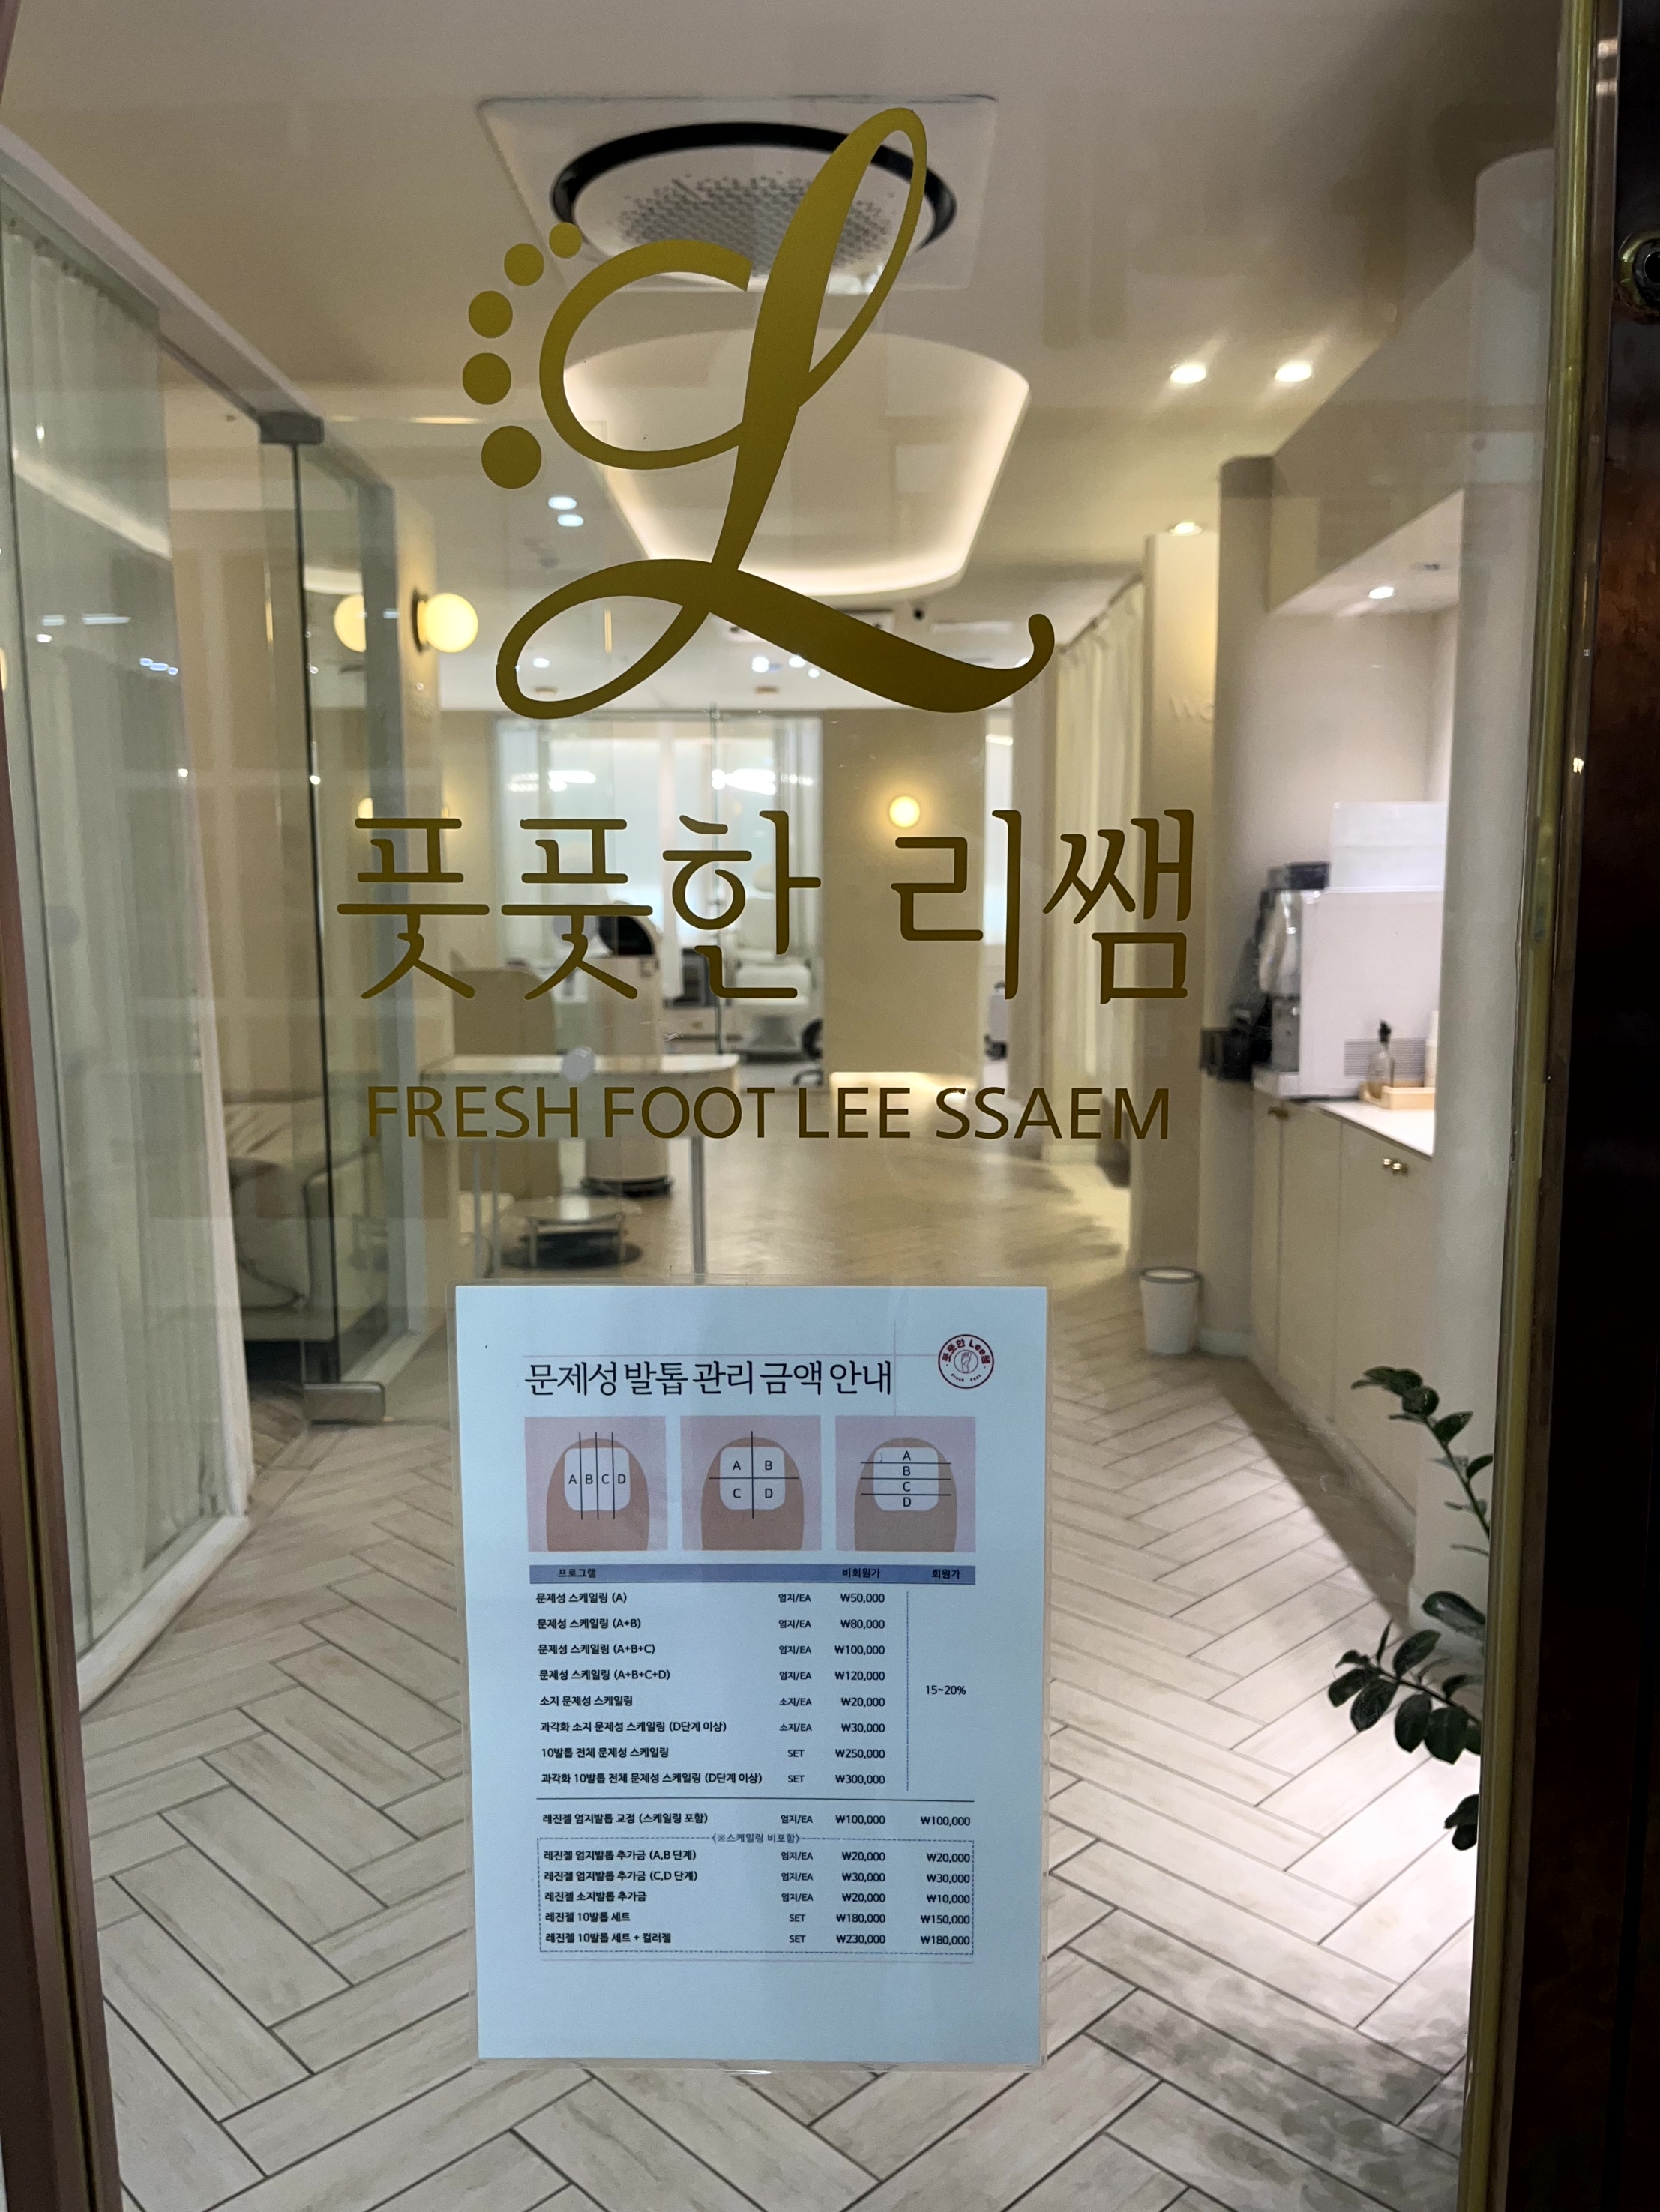 풋풋한 리쌤
FRESH FOOT LEE SSAEM
문제성 발톱 관리 금액 안내
풋풋한 Lee쌤
Fresh Foot
A B C D
A B
C D
A
B
C
D
프로그램 비회원가 회원가
문제성 스케일링 (A) 엄지/EA ₩50,000
문제성 스케일링 (A+B) 엄지/EA ₩80,000
문제성 스케일링 (A+B+C) 엄지/EA ₩100,000
문제성 스케일링 (A+B+C+D) 엄지/EA ₩120,000
15~20%
소지 문제성 스케일링 소지/EA ₩20,000
과각화 소지 문제성 스케일링 (D단계 이상) 소지/EA ₩30,000
10발톱 전체 문제성 스케일링 SET ₩250,000
과각화 10발톱 전체 문제성 스케일링 (D단계 이상) SET ₩300,000
레진젤 엄지발톱 교정 (스케일링 포함) 엄지/EA ₩100,000 ₩100,000
(※스케일링 비포함)
레진젤 엄지발톱 추가금 (A,B 단계) 엄지/EA ₩20,000 ₩20,000
레진젤 엄지발톱 추가금 (C,D 단계) 엄지/EA ₩30,000 ₩30,000
레진젤 소지발톱 추가금 엄지/EA ₩20,000 ₩10,000
레진젤 10발톱 세트 SET ₩180,000 ₩150,000
레진젤 10발톱 세트 + 컬러젤 SET ₩230,000 ₩180,000